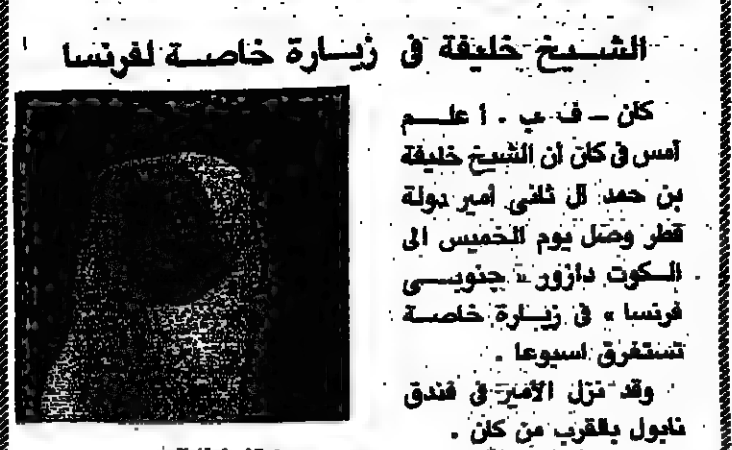 الشيخ خليفة في زيارة خاصة لفرنسا
كان – ف ب . أ علم
أمس في كان أن الشيخ خليفة
بن حمد آل ثاني أمير دولة
قطر وصل يوم الخميس الى
الكوت دازور « جنوبي
فرنسا » في زيارة خاصة
تستغرق اسبوعا .
وقد نزل الأمير في فندق
نابول بالقرب من كان .